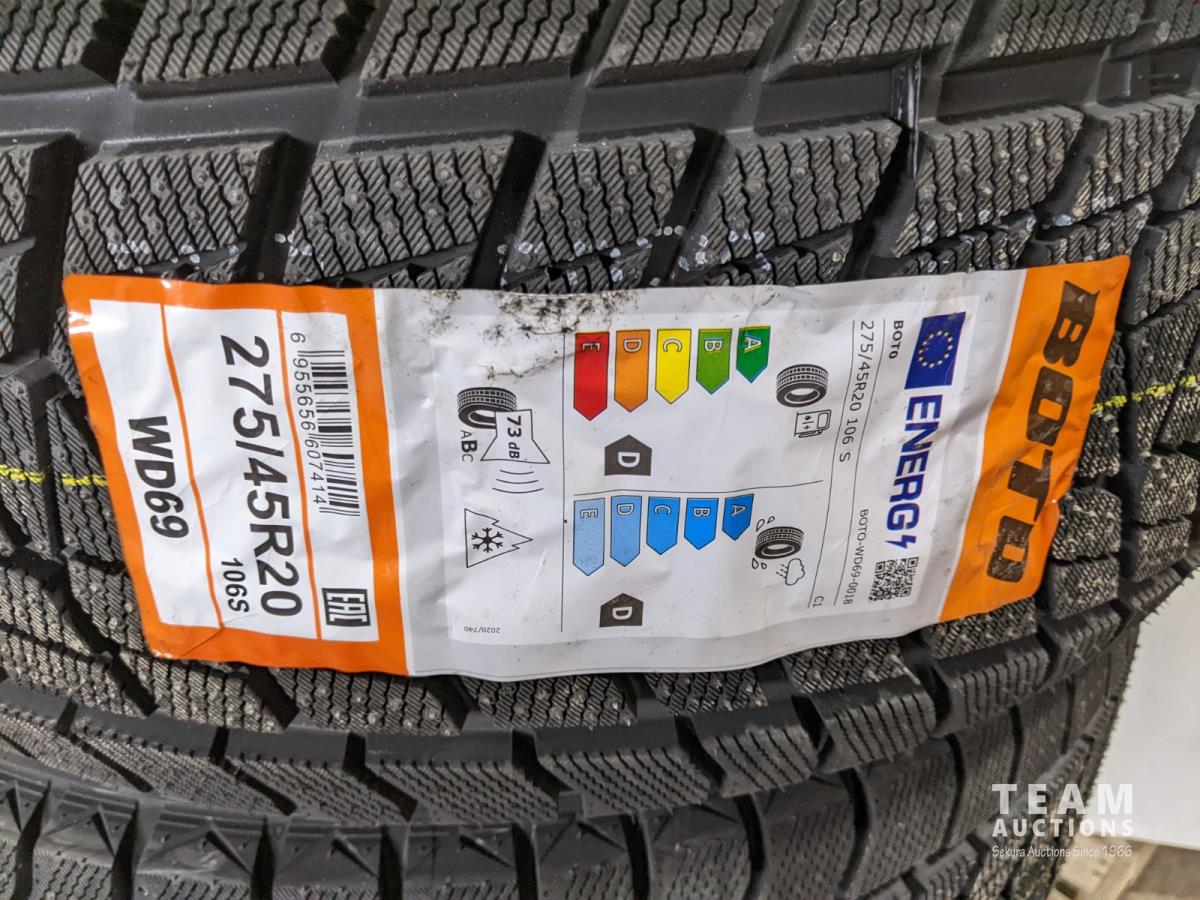 BOTO
ENERG
BOTO
275/45R20 106 S
BOTO-WD69-0018
C1
A
B
C
D
E
D
A
B
C
D
E
D
73 dB
ABC
2020/740
6 955656 607414
EAC
275/45R20
106S
WD69
TEAM
AUCTIONS
Sekura Auctions Since 1966